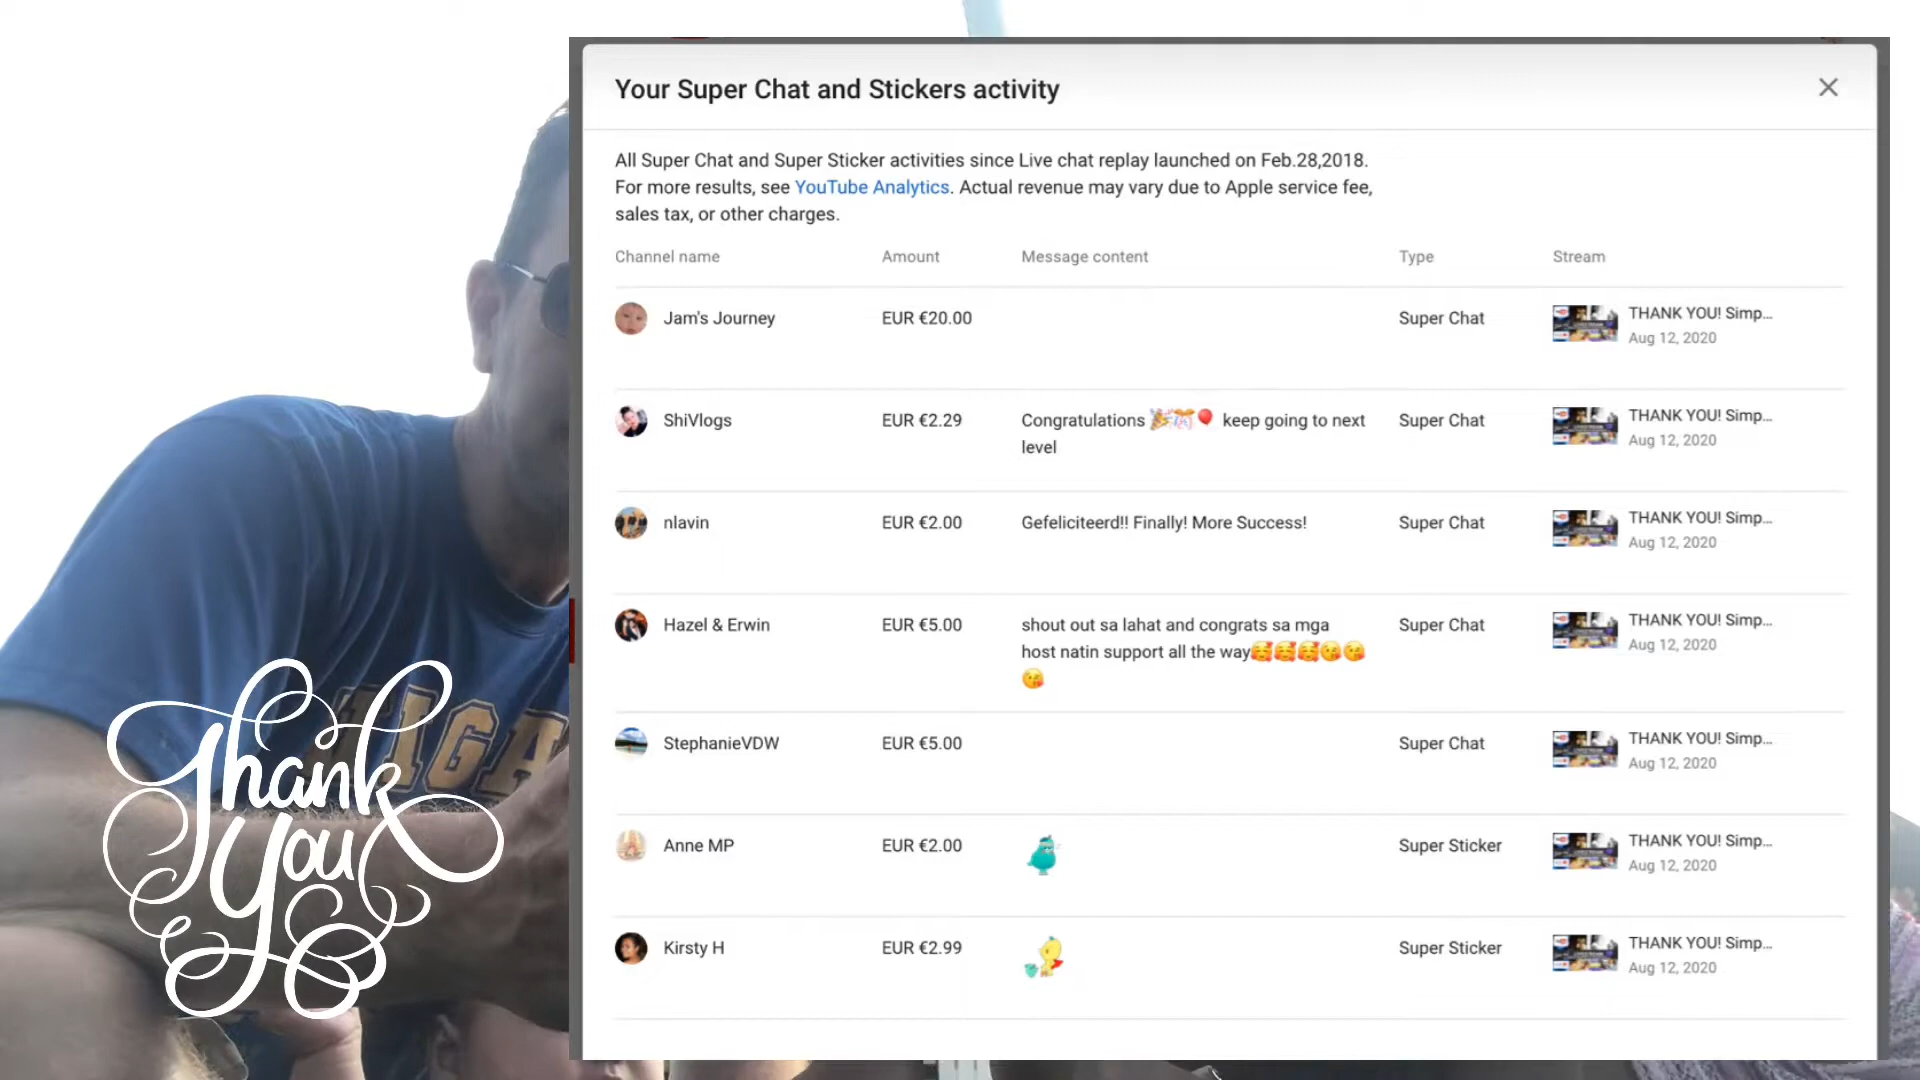 Your Super Chat and Stickers activity
All Super Chat and Super Sticker activities since Live chat replay launched on Feb.28,2018.
For more results, see YouTube Analytics. Actual revenue may vary due to Apple service fee,
sales tax, or other charges.
Channel name Amount Message content Type Stream
Jam's Journey EUR €20.00 Super Chat THANK YOU! Simp...
Aug 12, 2020
ShiVlogs EUR €2.29 Congratulations 🎉🎊🎈 keep going to next Super Chat THANK YOU! Simp...
level Aug 12, 2020
nlavin EUR €2.00 Gefeliciteerd!! Finally! More Success! Super Chat THANK YOU! Simp...
Aug 12, 2020
Hazel & Erwin EUR €5.00 shout out sa lahat and congrats sa mga Super Chat THANK YOU! Simp...
host natin support all the way🥰🥰🥰😘😘 Aug 12, 2020
😘
StephanieVDW EUR €5.00 Super Chat THANK YOU! Simp...
Aug 12, 2020
Anne MP EUR €2.00 Super Sticker THANK YOU! Simp...
Aug 12, 2020
Kirsty H EUR €2.99 Super Sticker THANK YOU! Simp...
Aug 12, 2020
Thank
You